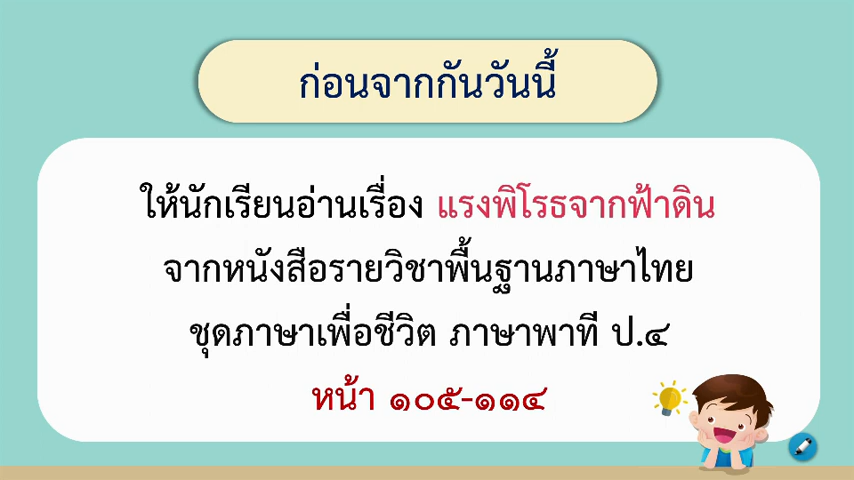 ก่อนจากกันวันนี้
ให้นักเรียนอ่านเรื่อง แรงพิโรธจากฟ้าดิน
จากหนังสือรายวิชาพื้นฐานภาษาไทย
ชุดภาษาเพื่อชีวิต ภาษาพาที ป.๔
หน้า ๑๐๕-๑๑๔